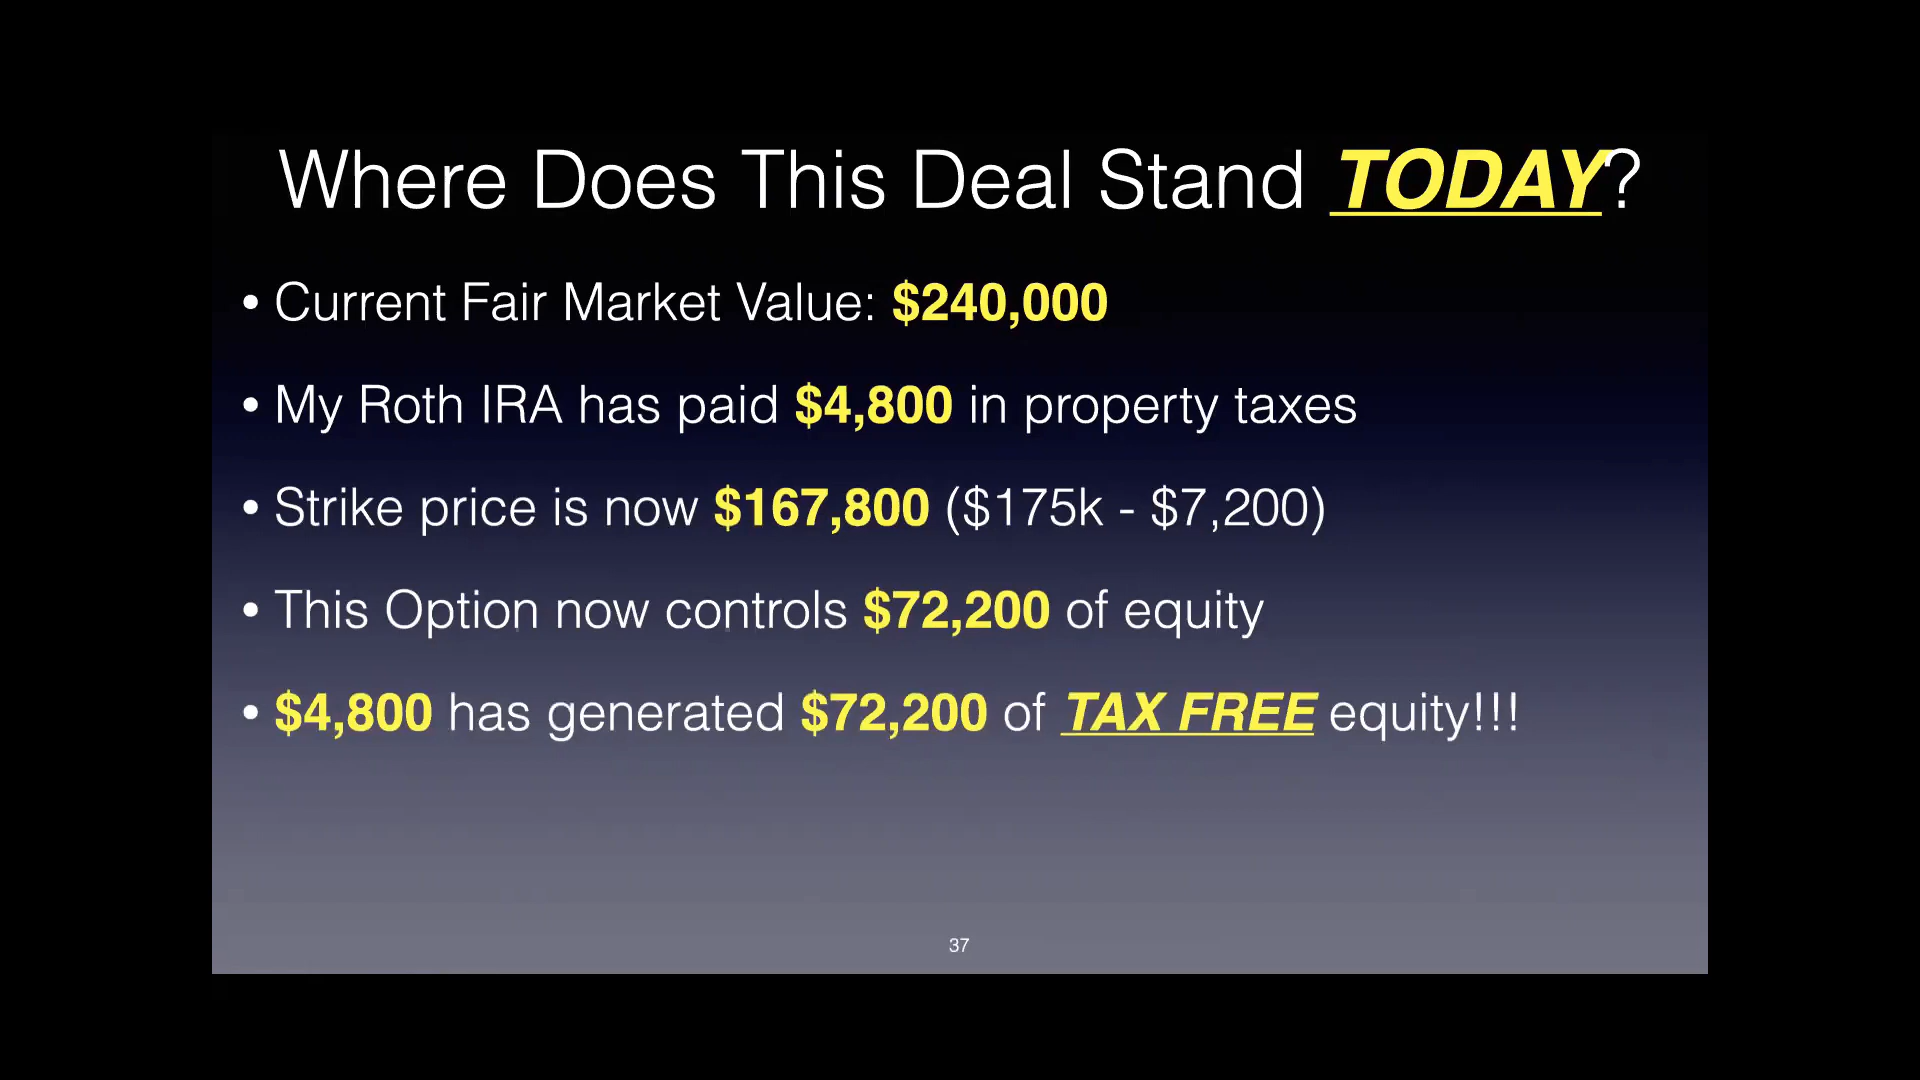 Where Does This Deal Stand TODAY?
• Current Fair Market Value: $240,000
• My Roth IRA has paid $4,800 in property taxes
• Strike price is now $167,800 ($175k - $7,200)
• This Option now controls $72,200 of equity
• $4,800 has generated $72,200 of TAX FREE equity!!!
37